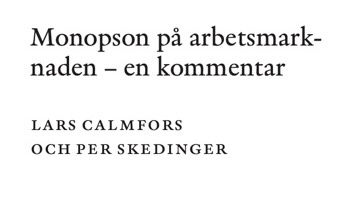 Monopson på arbetsmark-
naden – en kommentar
LARS CALMFORS
OCH PER SKEDINGER